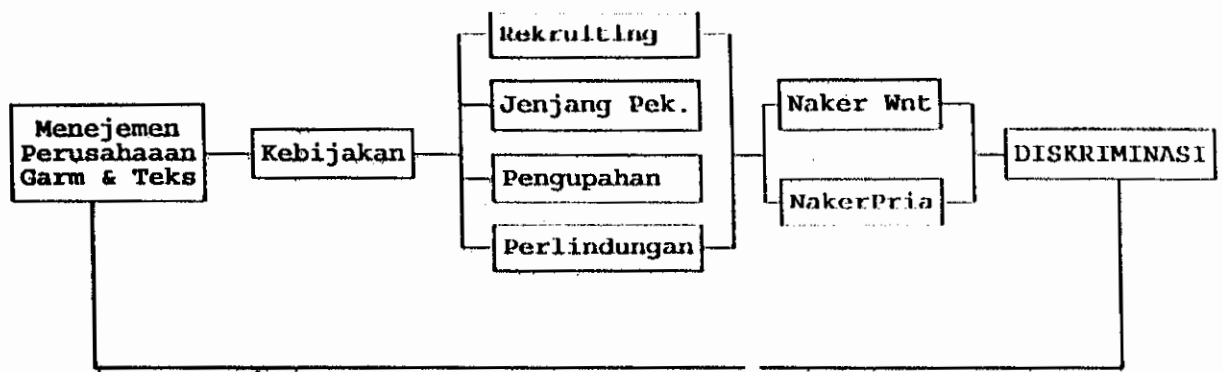 Menejemen
Perusahaaan
Garm & Teks
Kebijakan
Rekruiting
Jenjang Pek.
Pengupahan
Perlindungan
Naker Wnt
NakerPria
DISKRIMINASI